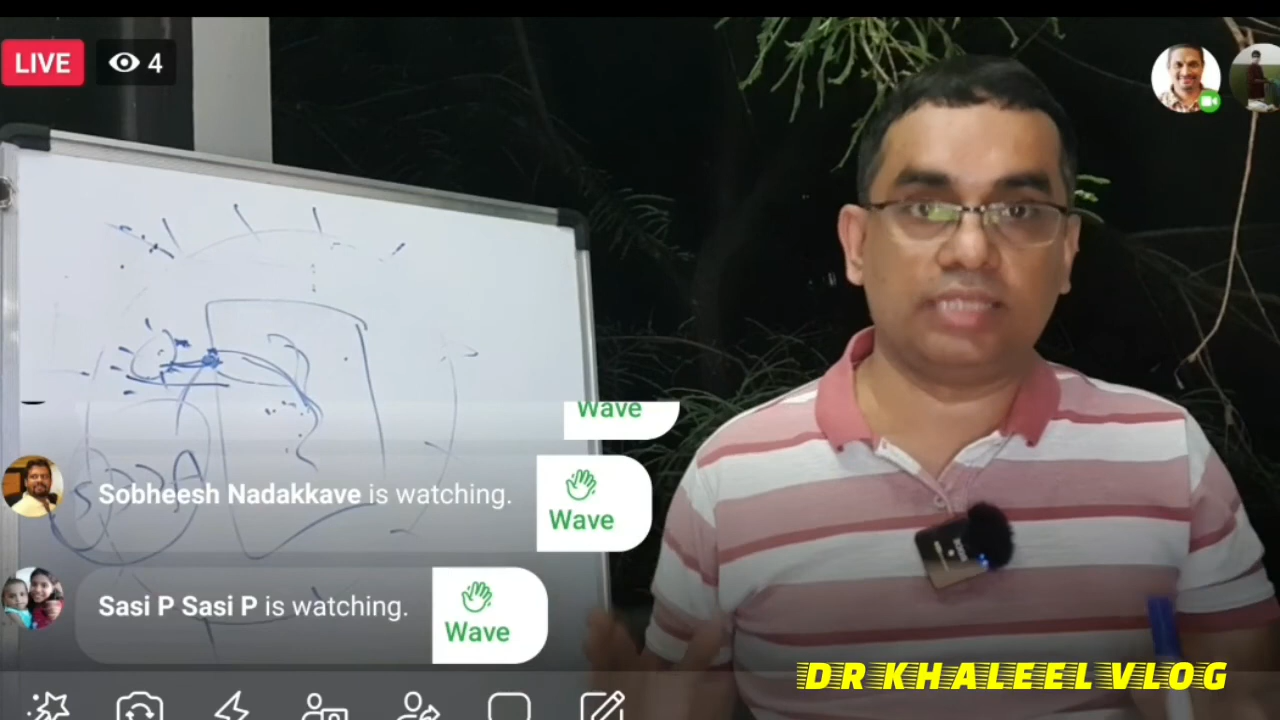 LIVE
4
Wave
Sobheesh Nadakkave is watching.
Wave
Sasi P Sasi P is watching.
Wave
DR KHALEEL VLOG